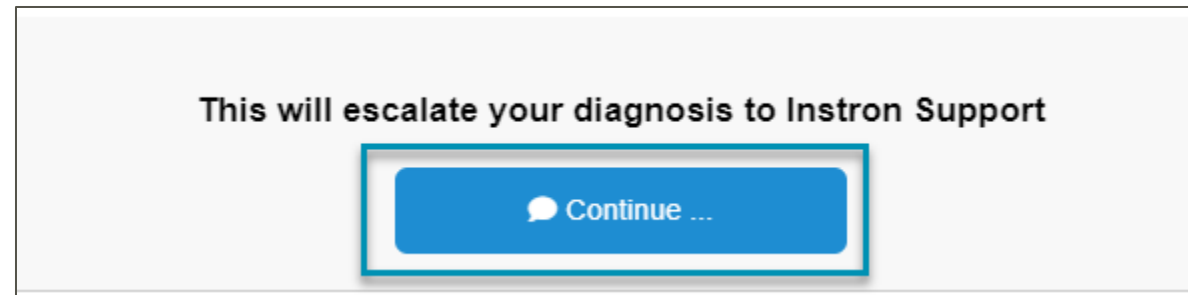 This will escalate your diagnosis to Instron Support
Continue ...